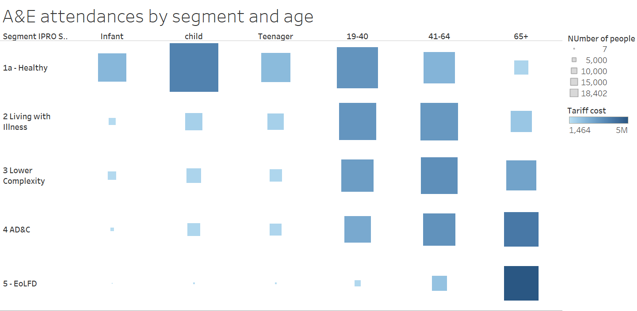 A&E attendances by segment and age
Segment IPRO S.. Infant child Teenager 19-40 41-64 65+
1a - Healthy
2 Living with
Illness
3 Lower
Complexity
4 AD&C
5 - EoLFD
NUmber of people
7
5,000
10,000
15,000
18,402
Tariff cost
1,464 5M